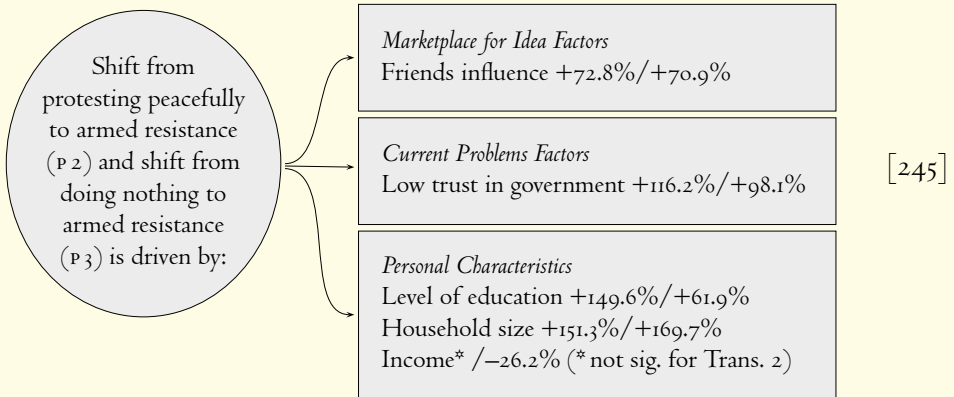 Shift from
protesting peacefully
to armed resistance
(P 2) and shift from
doing nothing to
armed resistance
(P 3) is driven by:
Marketplace for Idea Factors
Friends influence +72.8%/+70.9%
Current Problems Factors
Low trust in government +116.2%/+98.1%
Personal Characteristics
Level of education +149.6%/+61.9%
Household size +151.3%/+169.7%
Income* /–26.2% (* not sig. for Trans. 2)
[245]